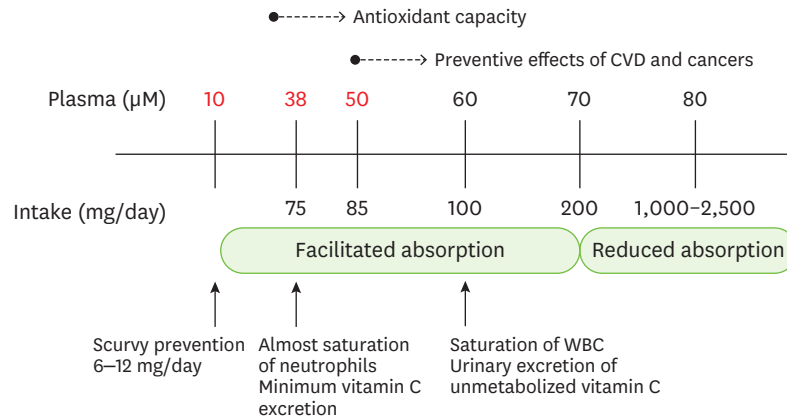 Antioxidant capacity
Preventive effects of CVD and cancers
Plasma (µM) 10 38 50 60 70 80
Intake (mg/day) 75 85 100 200 1,000–2,500
Facilitated absorption Reduced absorption
Scurvy prevention
6–12 mg/day
Almost saturation
of neutrophils
Minimum vitamin C
excretion
Saturation of WBC
Urinary excretion of
unmetabolized vitamin C